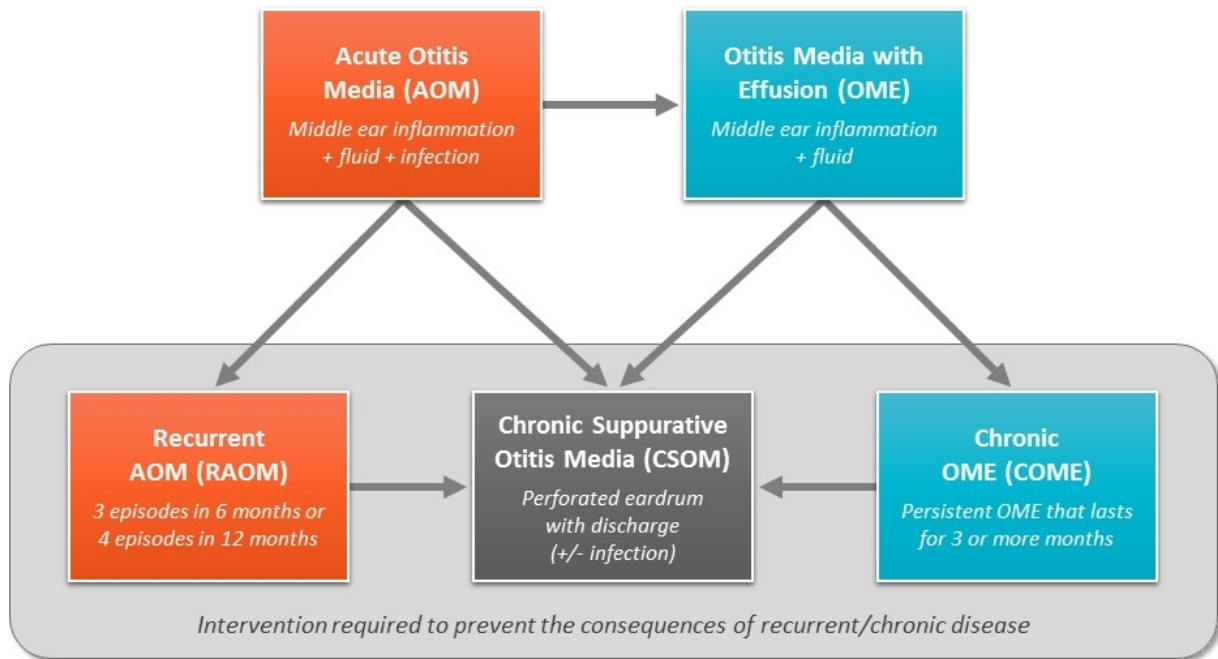 Acute Otitis
Media (AOM)
Middle ear inflammation
+ fluid + infection
Otitis Media with
Effusion (OME)
Middle ear inflammation
+ fluid
Recurrent
AOM (RAOM)
3 episodes in 6 months or
4 episodes in 12 months
Chronic Suppurative
Otitis Media (CSOM)
Perforated eardrum
with discharge
(+/- infection)
Chronic
OME (COME)
Persistent OME that lasts
for 3 or more months
Intervention required to prevent the consequences of recurrent/chronic disease